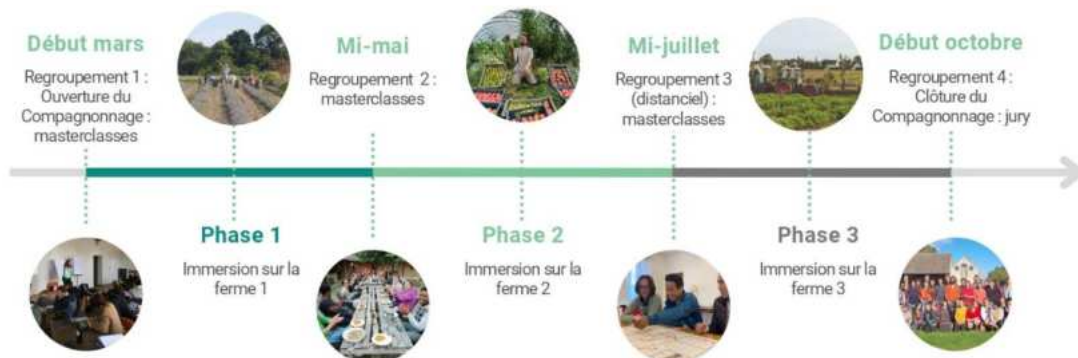 Début mars
Regroupement 1 :
Ouverture du
Compagnonnage :
masterclasses
Mi-mai
Regroupement 2 :
masterclasses
Mi-juillet
Regroupement 3
(distanciel) :
masterclasses
Début octobre
Regroupement 4 :
Clôture du
Compagnonnage : jury
Phase 1
Immersion sur la
ferme 1
Phase 2
Immersion sur la
ferme 2
Phase 3
Immersion sur la
ferme 3